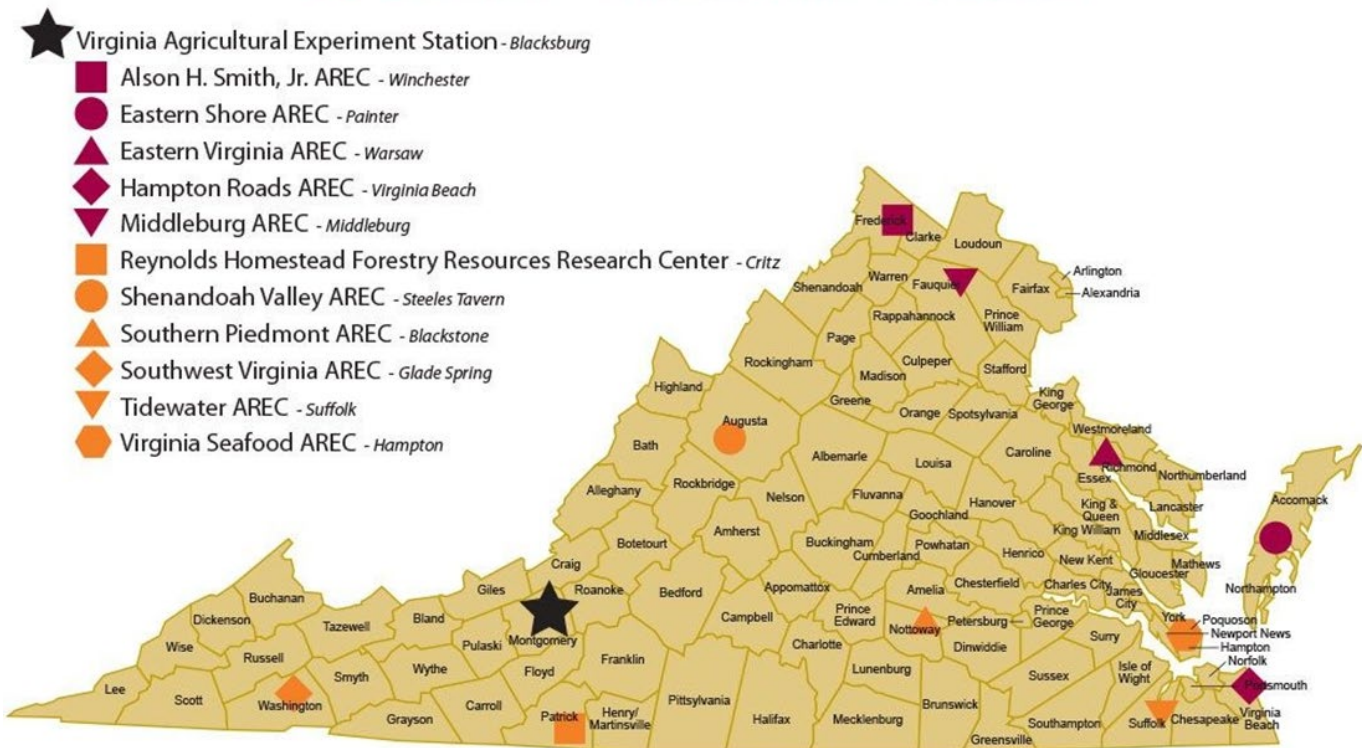 Virginia Agricultural Experiment Station - Blacksburg
Alson H. Smith, Jr. AREC - Winchester
Eastern Shore AREC - Painter
Eastern Virginia AREC - Warsaw
Hampton Roads AREC - Virginia Beach
Middleburg AREC - Middleburg
Reynolds Homestead Forestry Resources Research Center - Critz
Shenandoah Valley AREC - Steeles Tavern
Southern Piedmont AREC - Blackstone
Southwest Virginia AREC - Glade Spring
Tidewater AREC - Suffolk
Virginia Seafood AREC - Hampton
Frederick
Clarke
Loudoun
Arlington
Alexandria
Fairfax
Warren
Fauquier
Shenandoah
Rappahannock
Prince
William
Page
Culpeper
Stafford
Rockingham
Madison
Highland
Greene
King
George
Orange
Spotsylvania
Augusta
Westmoreland
Bath
Albemarle
Louisa
Caroline
Richmond
Essex
Northumberland
Rockbridge
Alleghany
Nelson
Fluvanna
Hanover
Goochland
King &
Queen
King William
Lancaster
Accomack
Amherst
Botetourt
Buckingham
Cumberland
Powhatan
Henrico
Middlesex
New Kent
Mathews
Gloucester
Craig
Giles
Roanoke
Bedford
Appomattox
Amelia
Chesterfield
Charles City
James
City
Northampton
Buchanan
Dickenson
Tazewell
Bland
Campbell
Prince
Edward
Nottoway
Petersburg
Prince
George
York
Poquoson
Newport News
Hampton
Norfolk
Portsmouth
Wise
Russell
Smyth
Wythe
Pulaski
Montgomery
Floyd
Franklin
Charlotte
Lunenburg
Dinwiddie
Surry
Sussex
Isle of
Wight
Lee
Scott
Washington
Grayson
Carroll
Patrick
Henry/
Martinsville
Pittsylvania
Halifax
Mecklenburg
Brunswick
Greensville
Southampton
Suffolk
Chesapeake
Virginia
Beach